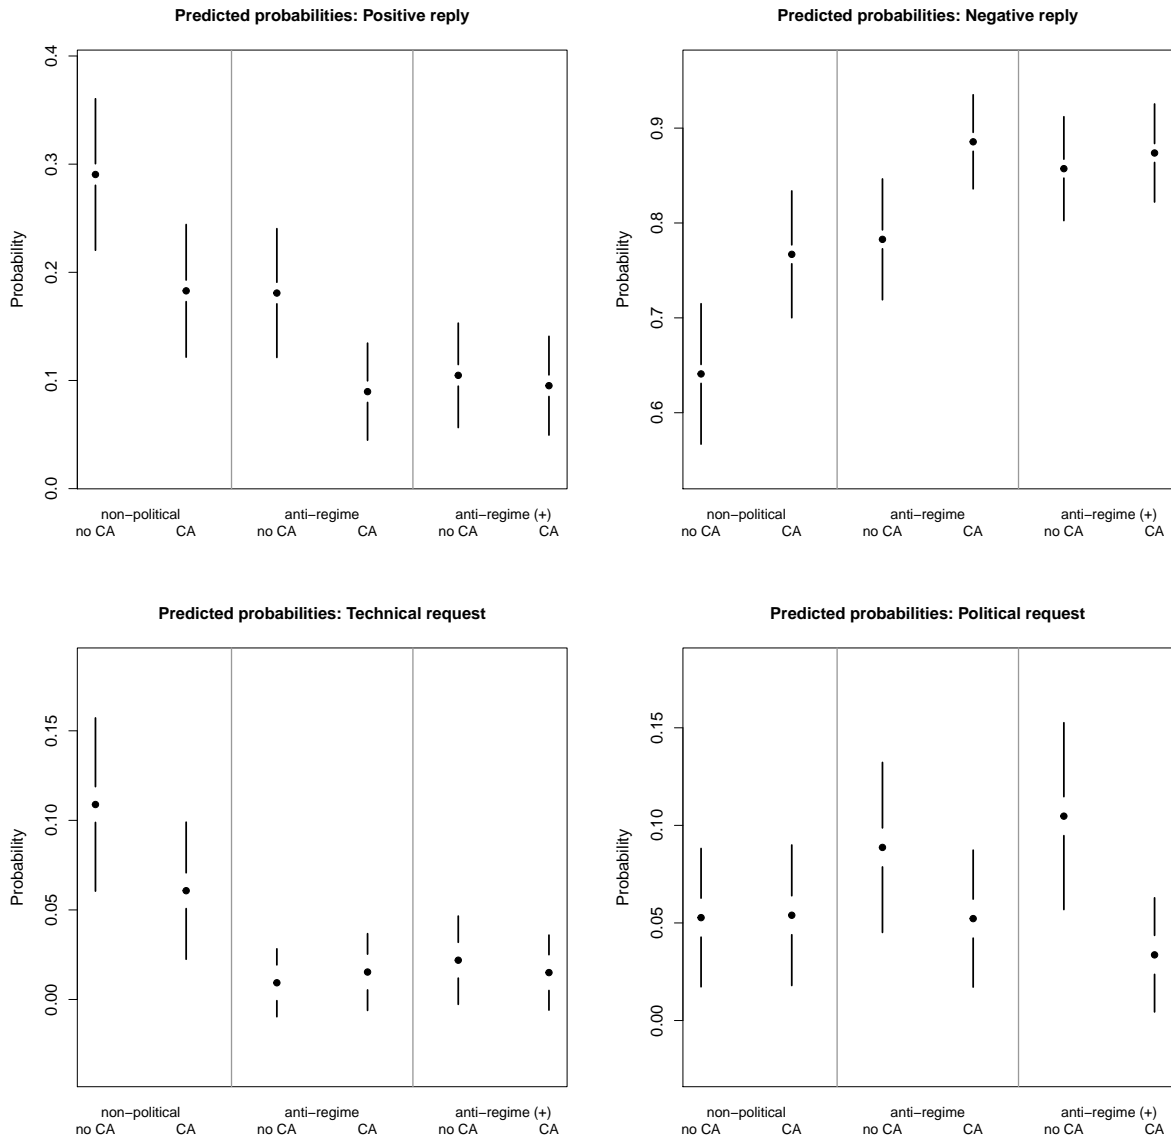 Predicted probabilities: Positive reply
Probability
0.4
0.3
0.2
0.1
0.0
non−political anti−regime anti−regime (+)
no CA CA no CA CA no CA CA
Predicted probabilities: Negative reply
Probability
0.9
0.8
0.7
0.6
non−political anti−regime anti−regime (+)
no CA CA no CA CA no CA CA
Predicted probabilities: Technical request
Probability
0.15
0.10
0.05
0.00
non−political anti−regime anti−regime (+)
no CA CA no CA CA no CA CA
Predicted probabilities: Political request
Probability
0.15
0.10
0.05
0.00
non−political anti−regime anti−regime (+)
no CA CA no CA CA no CA CA